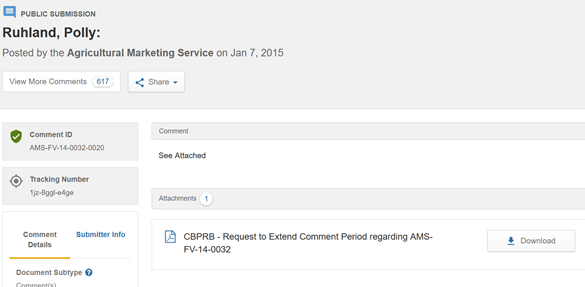 PUBLIC SUBMISSION
Ruhland, Polly:
Posted by the Agricultural Marketing Service on Jan 7, 2015
View More Comments 617
Share
Comment ID
AMS-FV-14-0032-0020
Tracking Number
1jz-8ggl-e4ge
Comment
Details
Submitter Info
Document Subtype ?
Comment(s)
Comment
See Attached
Attachments 1
CBPRB - Request to Extend Comment Period regarding AMS-
FV-14-0032
Download